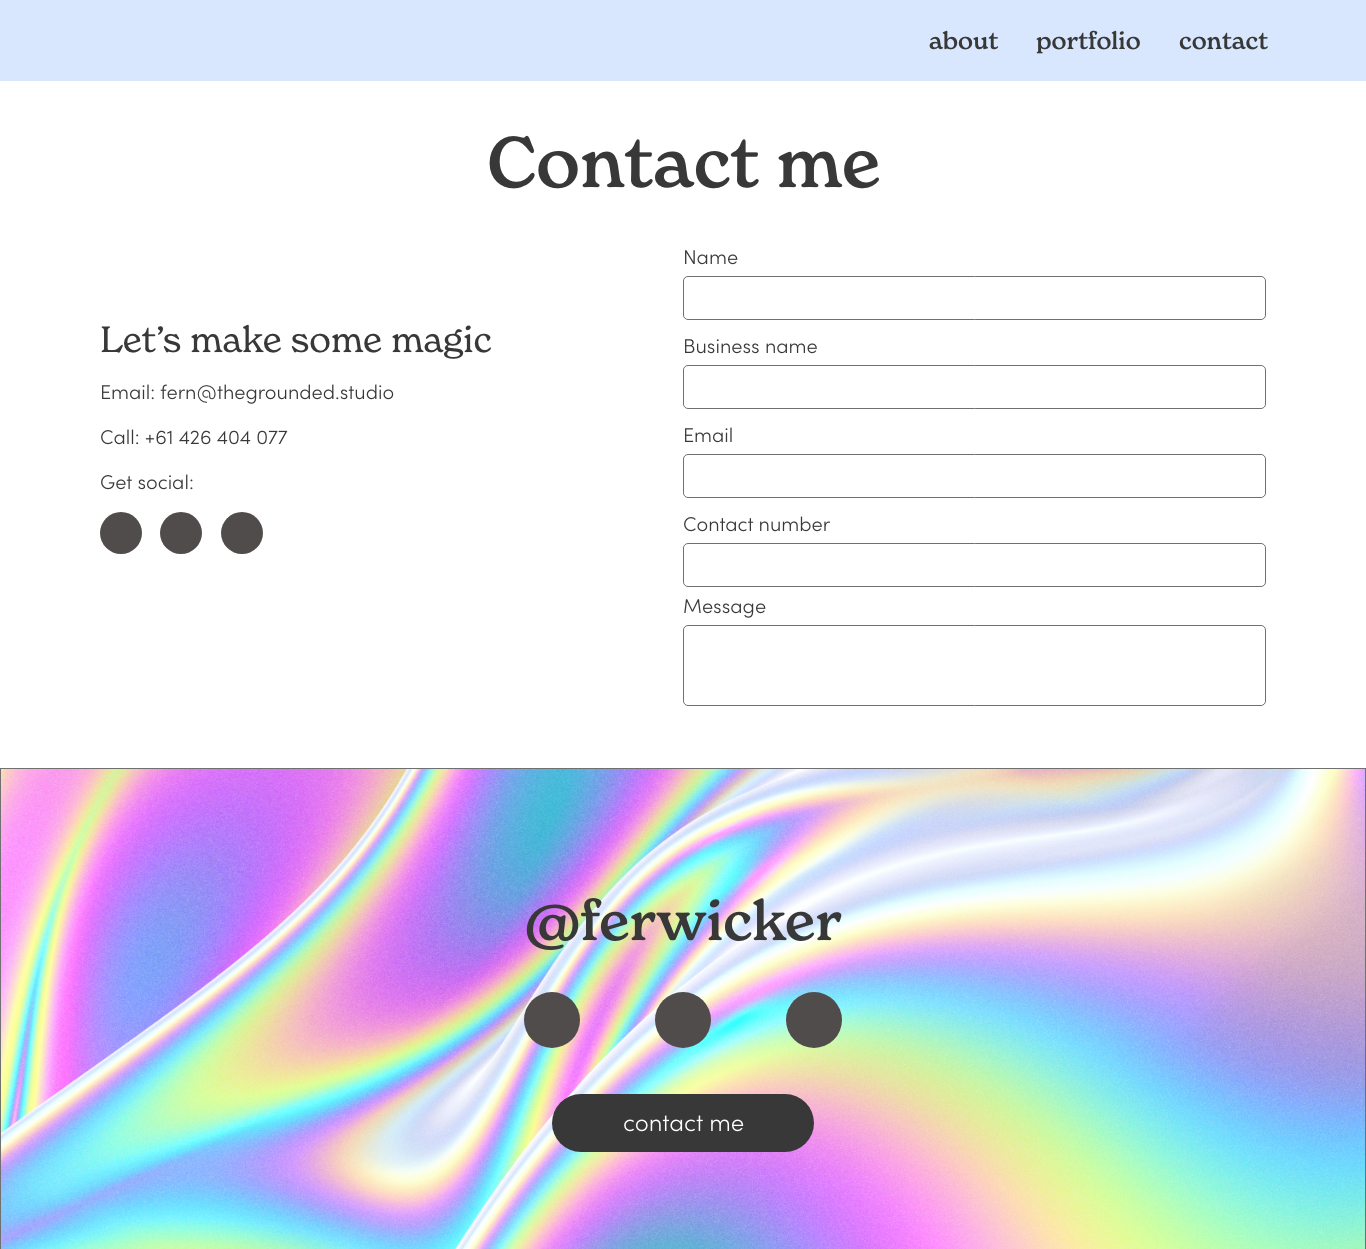 about portfolio contact
Contact me
Let’s make some magic
Email: fern@thegrounded.studio
Call: +61 426 404 077
Get social:
Name
Business name
Email
Contact number
Message
@ferwicker
contact me